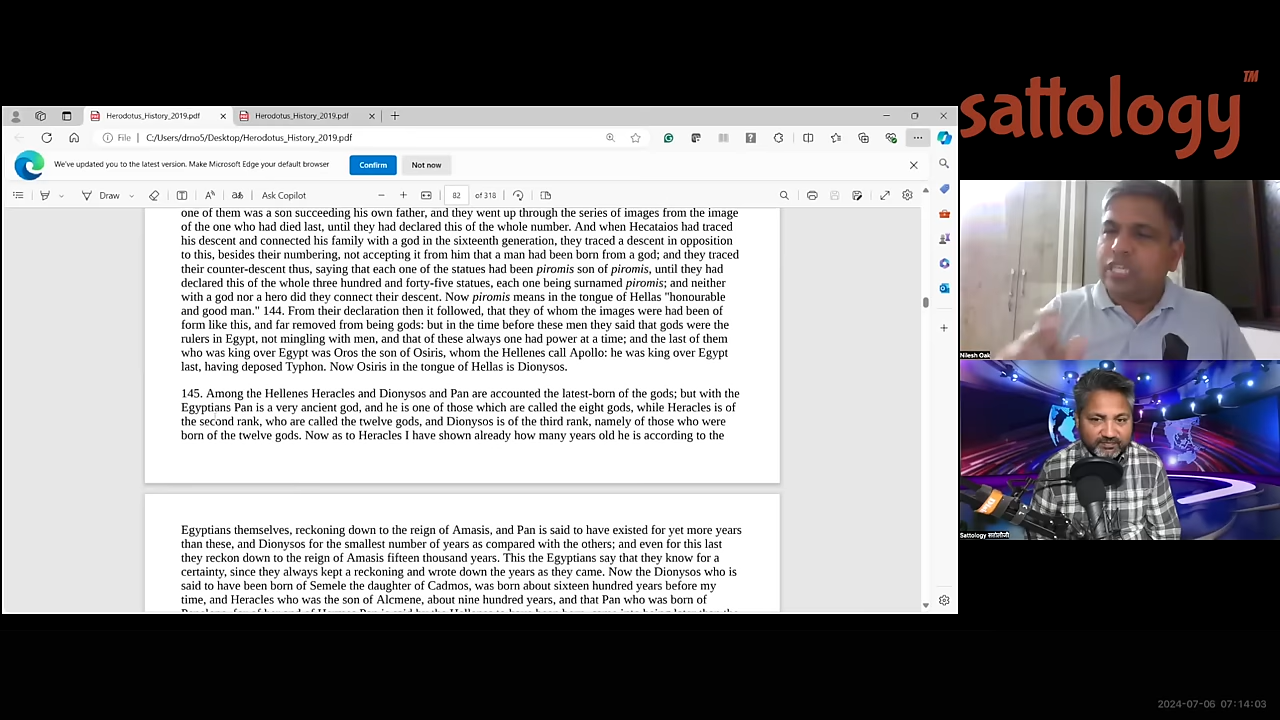 sattology™
Herodotus_History_2019.pdf
Herodotus_History_2019.pdf
File
C:/Users/drno5/Desktop/Herodotus_History_2019.pdf
We've updated you to the latest version. Make Microsoft Edge your default browser
Confirm
Not now
Draw
Ask Copilot
82
of 318
one of them was a son succeeding his own father, and they went up through the series of images from the image
of the one who had died last, until they had declared this of the whole number. And when Hecataios had traced
his descent and connected his family with a god in the sixteenth generation, they traced a descent in opposition
to this, besides their numbering, not accepting it from him that a man had been born from a god; and they traced
their counter-descent thus, saying that each one of the statues had been piromis son of piromis, until they had
declared this of the whole three hundred and forty-five statues, each one being surnamed piromis; and neither
with a god nor a hero did they connect their descent. Now piromis means in the tongue of Hellas "honourable
and good man." 144. From their declaration then it followed, that they of whom the images were had been of
form like this, and far removed from being gods: but in the time before these men they said that gods were the
rulers in Egypt, not mingling with men, and that of these always one had power at a time; and the last of them
who was king over Egypt was Oros the son of Osiris, whom the Hellenes call Apollo: he was king over Egypt
last, having deposed Typhon. Now Osiris in the tongue of Hellas is Dionysos.
145. Among the Hellenes Heracles and Dionysos and Pan are accounted the latest-born of the gods; but with the
Egyptians Pan is a very ancient god, and he is one of those which are called the eight gods, while Heracles is of
the second rank, who are called the twelve gods, and Dionysos is of the third rank, namely of those who were
born of the twelve gods. Now as to Heracles I have shown already how many years old he is according to the
Egyptians themselves, reckoning down to the reign of Amasis, and Pan is said to have existed for yet more years
than these, and Dionysos for the smallest number of years as compared with the others; and even for this last
they reckon down to the reign of Amasis fifteen thousand years. This the Egyptians say that they know for a
certainty, since they always kept a reckoning and wrote down the years as they came. Now the Dionysos who is
said to have been born of Semele the daughter of Cadmos, was born about sixteen hundred years before my
time, and Heracles who was the son of Alcmene, about nine hundred years, and that Pan who was born of
Nilesh Oak
Sattology सत्तोलॉजी
2024-07-06 07:14:03